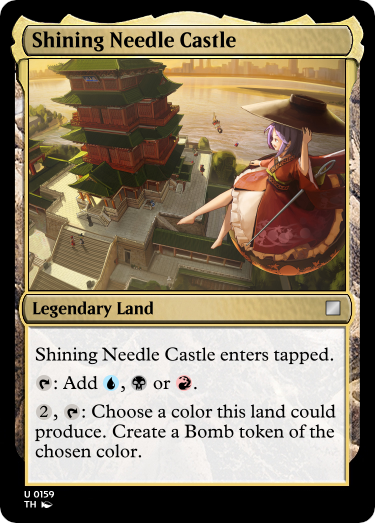 Shining Needle Castle
Legendary Land
Shining Needle Castle enters tapped.
: Add , or .
2 , : Choose a color this land could
produce. Create a Bomb token of the
chosen color.
U 0159
TH